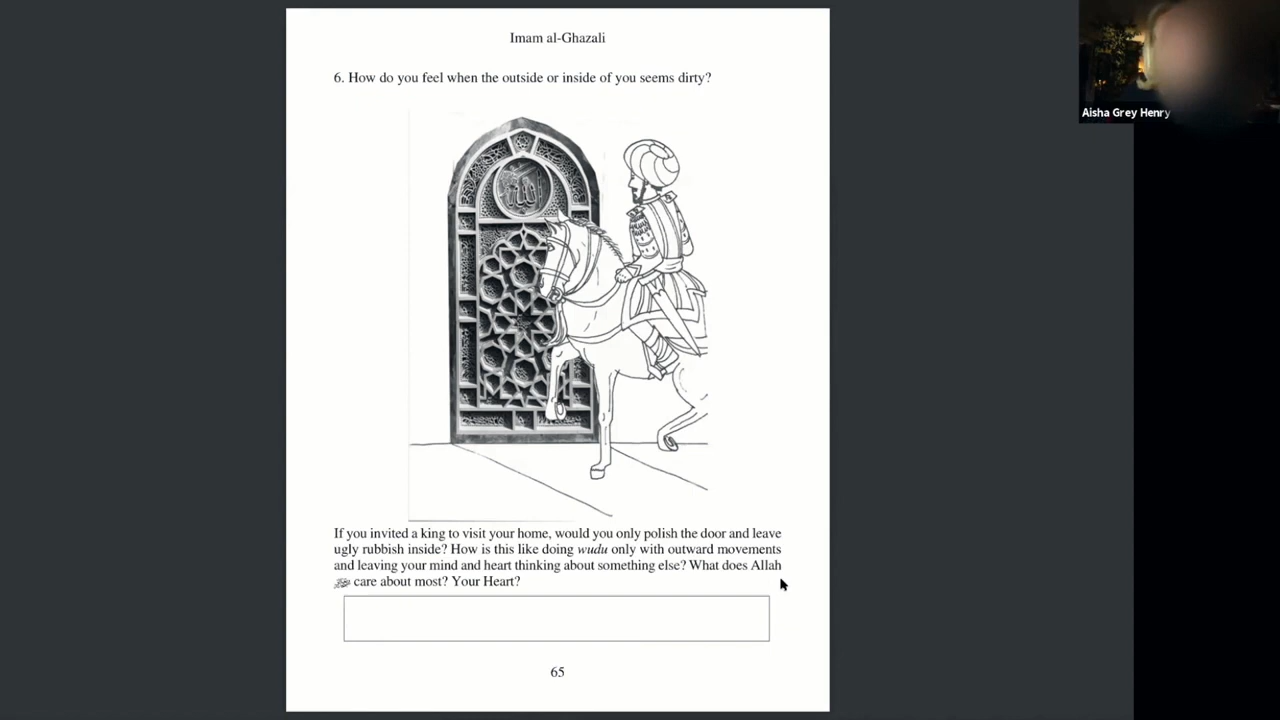 Imam al-Ghazali
6. How do you feel when the outside or inside of you seems dirty?
الله
If you invited a king to visit your home, would you only polish the door and leave
ugly rubbish inside? How is this like doing wudu only with outward movements
and leaving your mind and heart thinking about something else? What does Allah
care about most? Your Heart?
65
Aisha Grey Henry